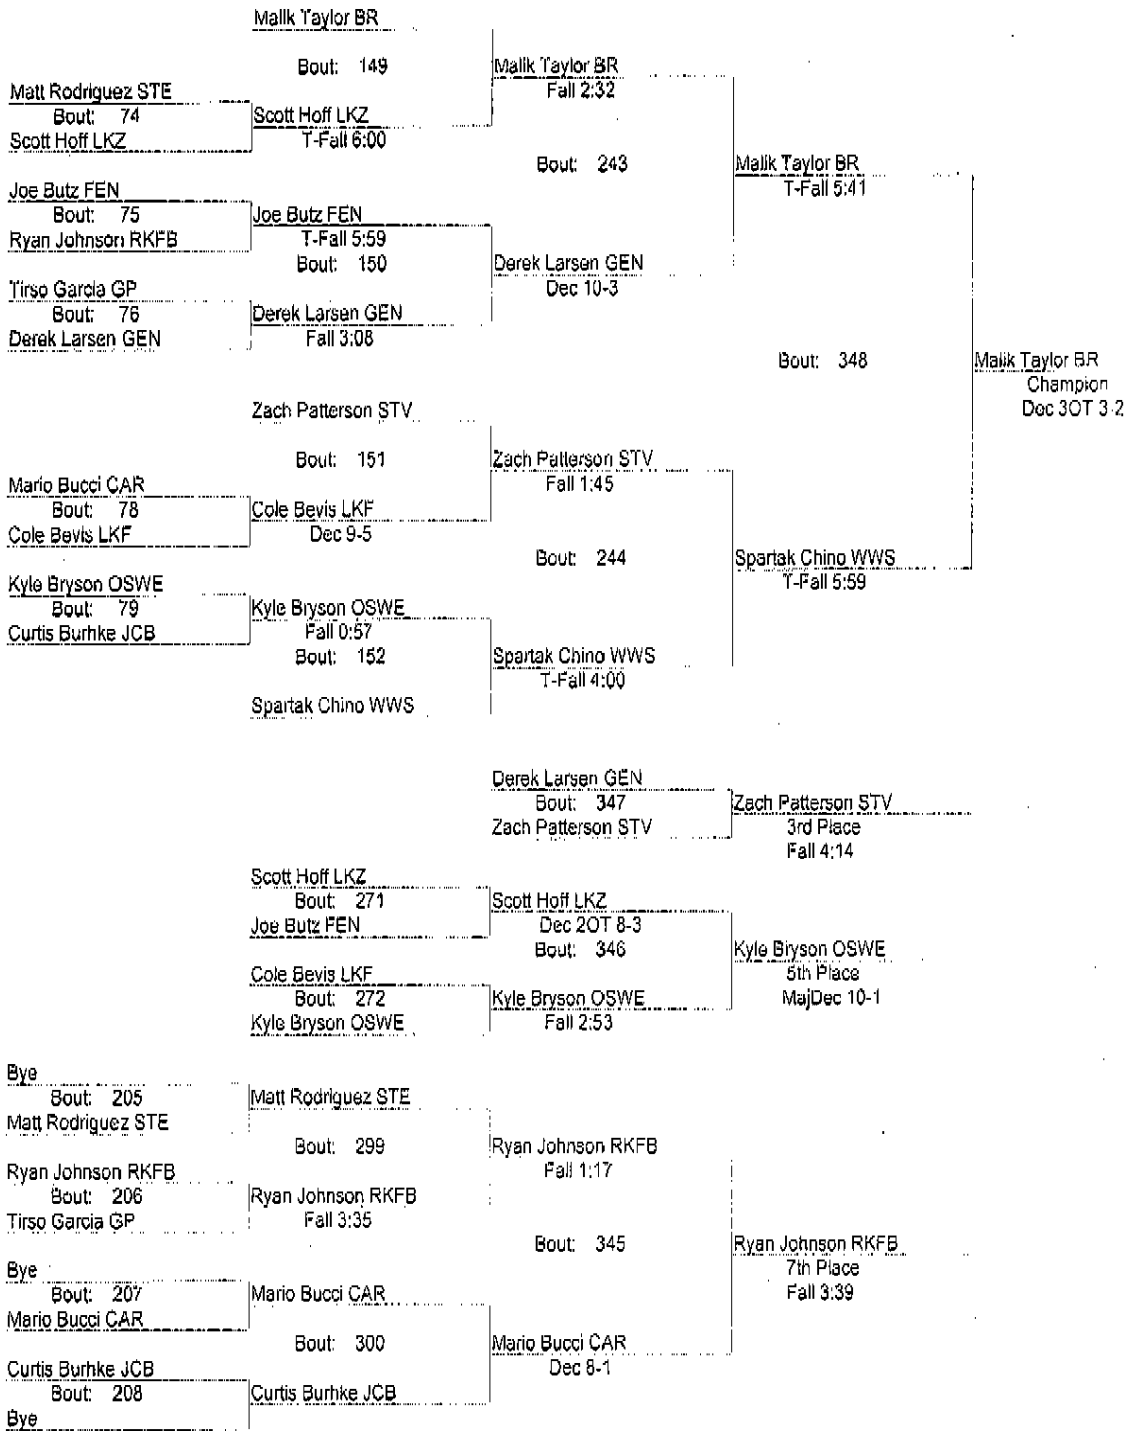 Malik Taylor BR
Bout: 149
Malik Taylor BR
Fall 2:32
Matt Rodriguez STE
Bout: 74
Scott Hoff LKZ
Scott Hoff LKZ
T-Fall 6:00
Bout: 243
Malik Taylor BR
T-Fall 5:41
Joe Butz FEN
Bout: 75
Ryan Johnson RKFB
Joe Butz FEN
T-Fall 5:59
Bout: 150
Derek Larsen GEN
Dec 10-3
Tirso Garcia GP
Bout: 76
Derek Larsen GEN
Derek Larsen GEN
Fall 3:08
Bout: 348
Malik Taylor BR
Champion
Dec 3OT 3-2
Zach Patterson STV
Bout: 151
Zach Patterson STV
Fall 1:45
Mario Bucci CAR
Bout: 78
Cole Bevis LKF
Cole Bevis LKF
Dec 9-5
Bout: 244
Spartak Chino WWS
T-Fall 5:59
Kyle Bryson OSWE
Bout: 79
Curtis Burhke JCB
Kyle Bryson OSWE
Fall 0:57
Bout: 152
Spartak Chino WWS
T-Fall 4:00
Spartak Chino WWS
Derek Larsen GEN
Bout: 347
Zach Patterson STV
Zach Patterson STV
3rd Place
Fall 4:14
Scott Hoff LKZ
Bout: 271
Joe Butz FEN
Scott Hoff LKZ
Dec 2OT 8-3
Bout: 346
Kyle Bryson OSWE
5th Place
MajDec 10-1
Cole Bevis LKF
Bout: 272
Kyle Bryson OSWE
Kyle Bryson OSWE
Fall 2:53
Bye
Bout: 205
Matt Rodriguez STE
Matt Rodriguez STE
Bout: 299
Ryan Johnson RKFB
Fall 1:17
Ryan Johnson RKFB
Bout: 206
Tirso Garcia GP
Ryan Johnson RKFB
Fall 3:35
Bout: 345
Ryan Johnson RKFB
7th Place
Fall 3:39
Bye
Bout: 207
Mario Bucci CAR
Mario Bucci CAR
Bout: 300
Mario Bucci CAR
Dec 8-1
Curtis Burhke JCB
Bout: 208
Bye
Curtis Burhke JCB